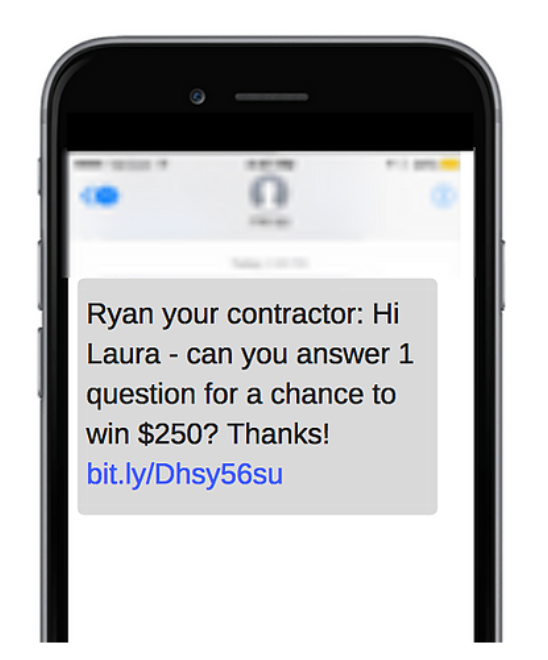 Ryan your contractor: Hi
Laura - can you answer 1
question for a chance to
win $250? Thanks!
bit.ly/Dhsy56su